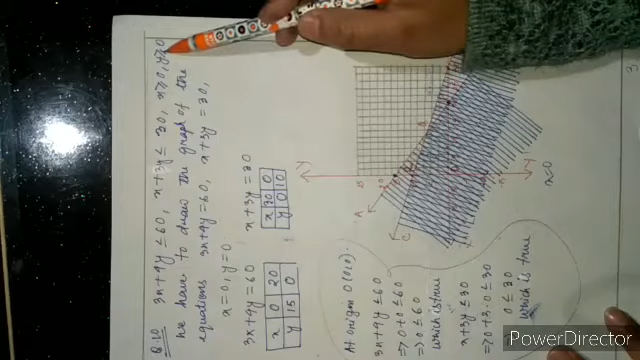 Q.10 3x+4y ≤ 60, x+3y ≤ 30, x≥0, y≥0
We have to draw the graph of the
equations 3x+4y=60, x+3y=30,
x=0, y=0.
3x+4y=60 x+3y=30
x 0 20
y 15 0
x 30 0
y 0 10
At origin O(0,0).
3x+4y ≤ 60
⇒ 0+0 ≤ 60
⇒ 0 ≤ 60
which is true
x+3y ≤ 30
⇒ 0+3·0 ≤ 30
0 ≤ 30
which is true
x=0
A
C
3
PowerDirector